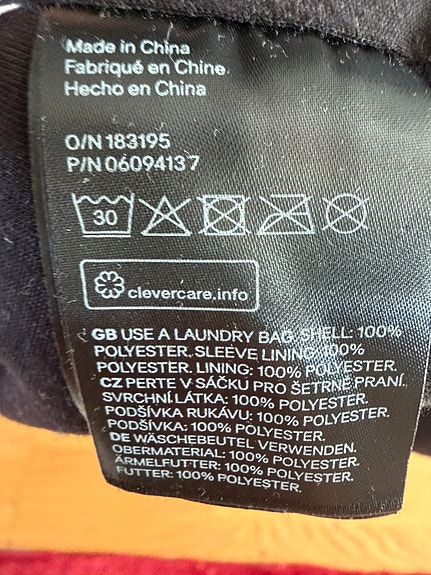 Made in China
Fabriqué en Chine
Hecho en China
O/N 183195
P/N 06094137
30
clevercare.info
GB USE A LAUNDRY BAG. SHELL: 100%
POLYESTER. SLEEVE LINING: 100%
POLYESTER. LINING: 100% POLYESTER.
CZ PERTE V SÁČKU PRO ŠETRNÉ PRANÍ.
SVRCHNÍ LÁTKA: 100% POLYESTER.
PODŠÍVKA RUKÁVU: 100% POLYESTER.
PODŠÍVKA: 100% POLYESTER.
DE WÄSCHEBEUTEL VERWENDEN.
OBERMATERIAL: 100% POLYESTER.
ÄRMELFUTTER: 100% POLYESTER.
FUTTER: 100% POLYESTER.